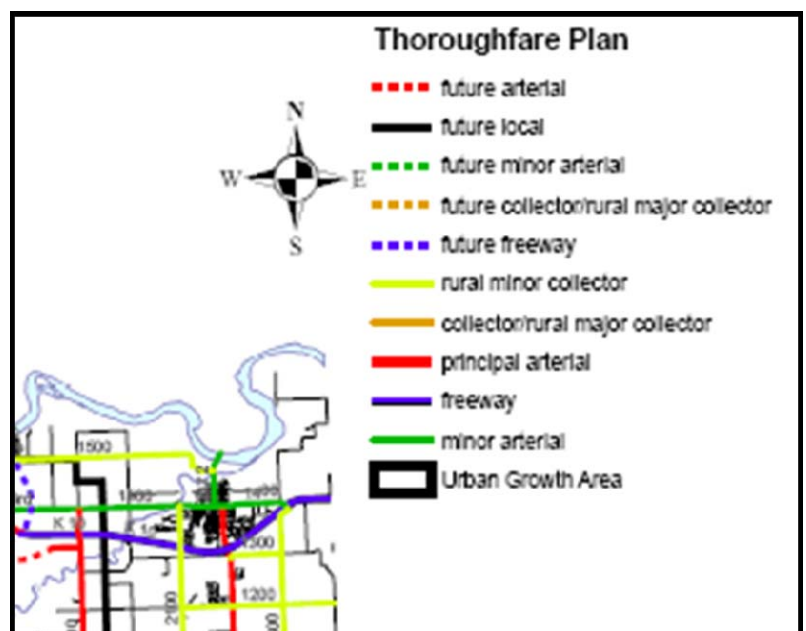 Thoroughfare Plan
future arterial
future local
future minor arterial
future collector/rural major collector
future freeway
rural minor collector
collector/rural major collector
principal arterial
freeway
minor arterial
Urban Growth Area
N
W E
S
1500
1400
K 10
1300
1200